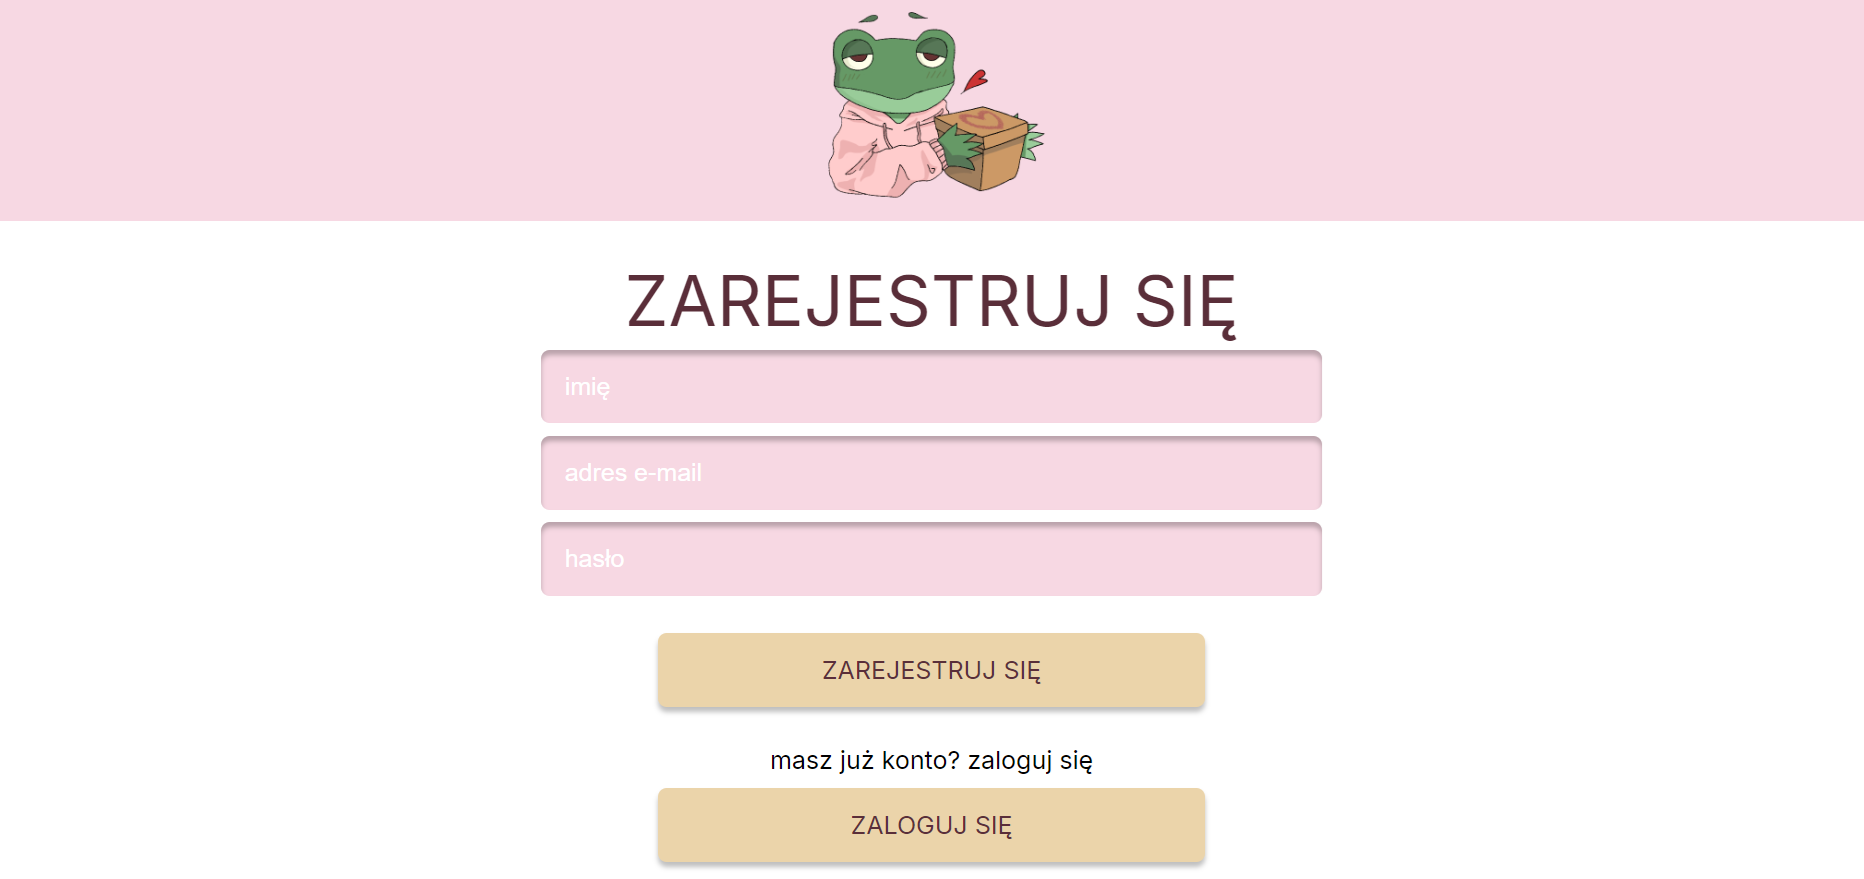 ZAREJESTRUJ SIĘ
imię
adres e-mail
hasło
ZAREJESTRUJ SIĘ
masz już konto? zaloguj się
ZALOGUJ SIĘ